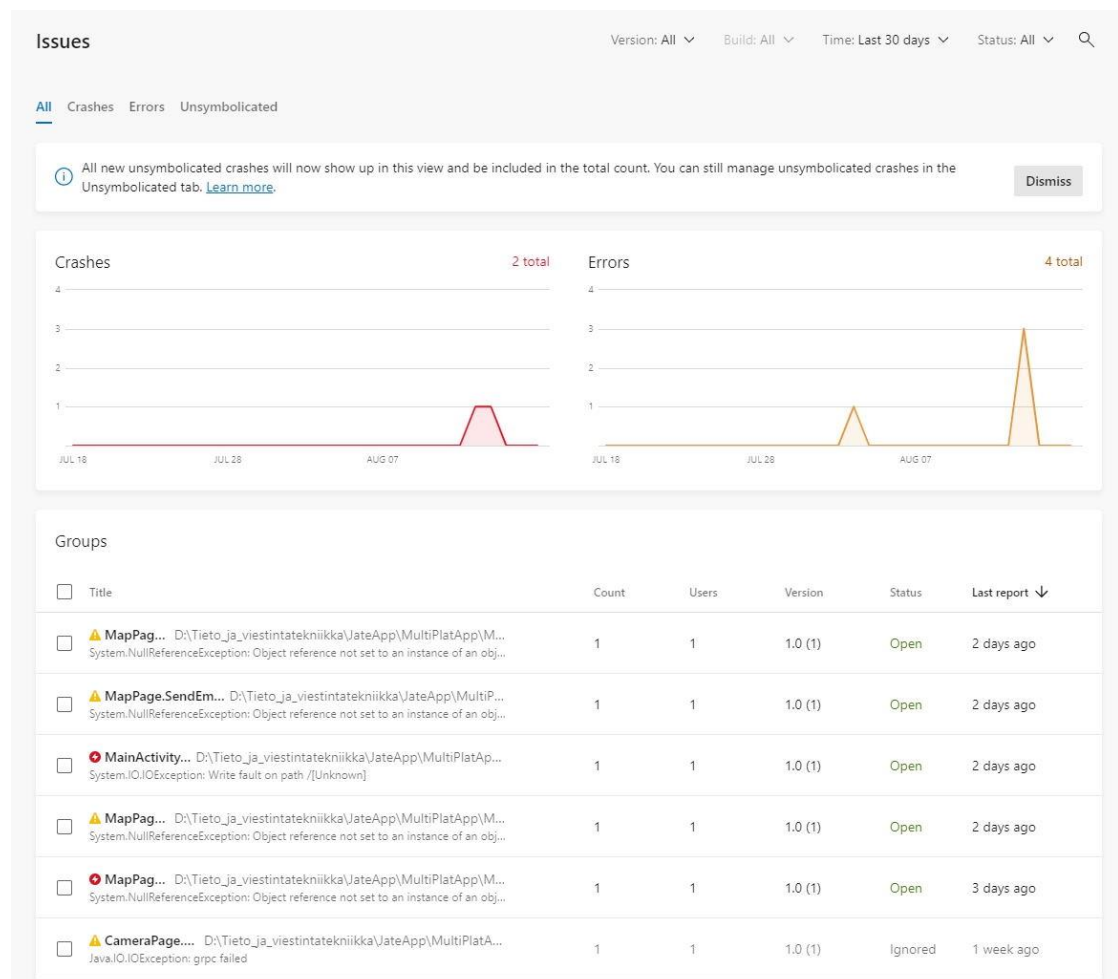 Issues
Version: All
Build: All
Time: Last 30 days
Status: All
All Crashes Errors Unsymbolicated
All new unsymbolicated crashes will now show up in this view and be included in the total count. You can still manage unsymbolicated crashes in the
Unsymbolicated tab. Learn more.
Dismiss
Crashes
2 total
4
3
2
1
JUL 18 JUL 28 AUG 07
Errors
4 total
4
3
2
1
JUL 18 JUL 28 AUG 07
Groups
Title Count Users Version Status Last report
MapPag... D:\Tieto_ja_viestintatekniikka\JateApp\MultiPlatApp\M... 1 1 1.0 (1) Open 2 days ago
System.NullReferenceException: Object reference not set to an instance of an obj...
MapPage.SendEm... D:\Tieto_ja_viestintatekniikka\JateApp\MultiP... 1 1 1.0 (1) Open 2 days ago
System.NullReferenceException: Object reference not set to an instance of an obj...
MainActivity... D:\Tieto_ja_viestintatekniikka\JateApp\MultiPlatAp... 1 1 1.0 (1) Open 2 days ago
System.IO.IOException: Write fault on path /[Unknown]
MapPag... D:\Tieto_ja_viestintatekniikka\JateApp\MultiPlatApp\M... 1 1 1.0 (1) Open 2 days ago
System.NullReferenceException: Object reference not set to an instance of an obj...
MapPag... D:\Tieto_ja_viestintatekniikka\JateApp\MultiPlatApp\M... 1 1 1.0 (1) Open 3 days ago
System.NullReferenceException: Object reference not set to an instance of an obj...
CameraPage.... D:\Tieto_ja_viestintatekniikka\JateApp\MultiPlatA... 1 1 1.0 (1) Ignored 1 week ago
Java.IO.IOException: grpc failed